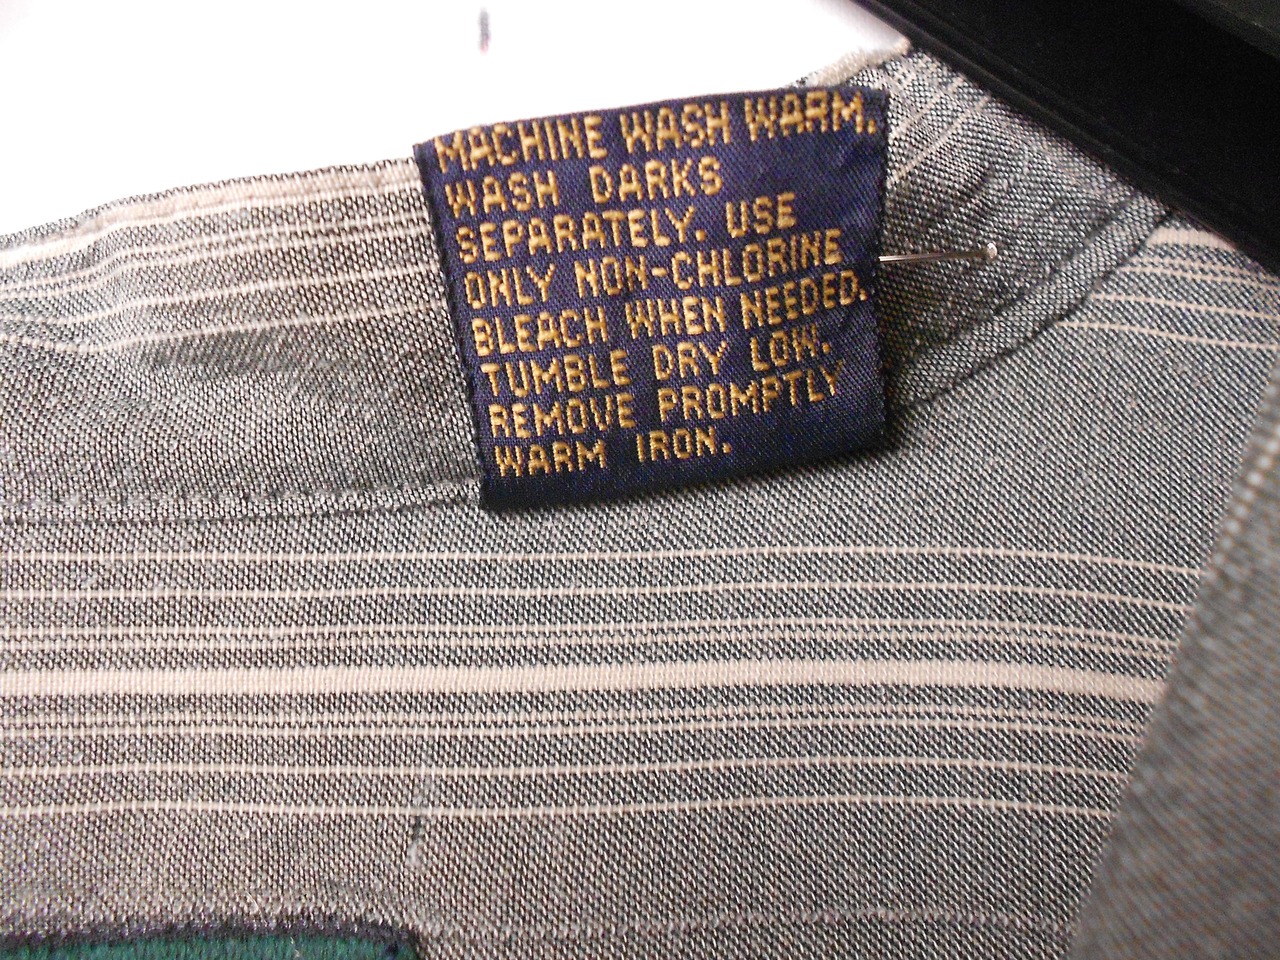 MACHINE WASH WARM.
WASH DARKS
SEPARATELY. USE
ONLY NON-CHLORINE
BLEACH WHEN NEEDED.
TUMBLE DRY LOW.
REMOVE PROMPTLY
WARM IRON.